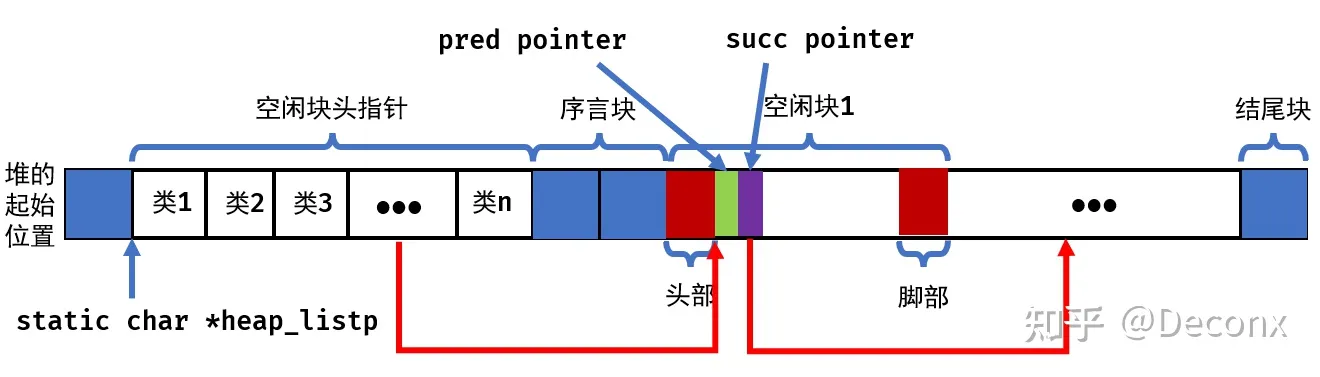 pred pointer
succ pointer
空闲块头指针
序言块
空闲块1
结尾块
堆的
起始
位置
类1
类2
类3
•••
类n
•••
头部
脚部
static char *heap_listp
知乎 @Deconx